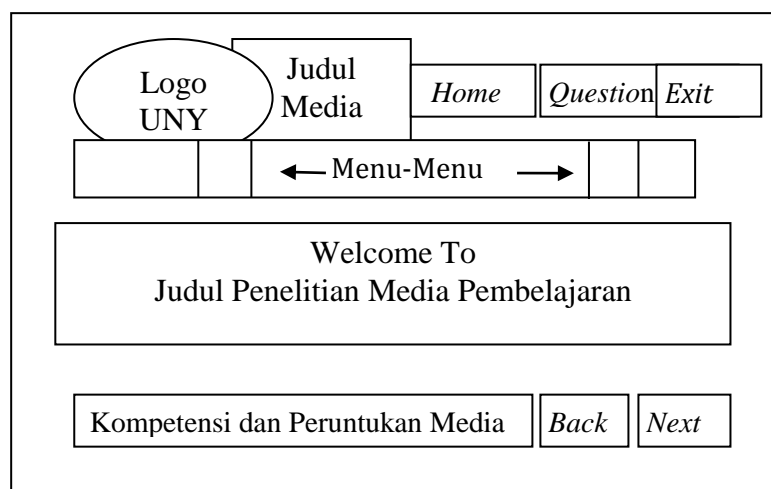 Logo
UNY
Judul
Media
Home
Question
Exit
Menu-Menu
Welcome To
Judul Penelitian Media Pembelajaran
Kompetensi dan Peruntukan Media
Back
Next